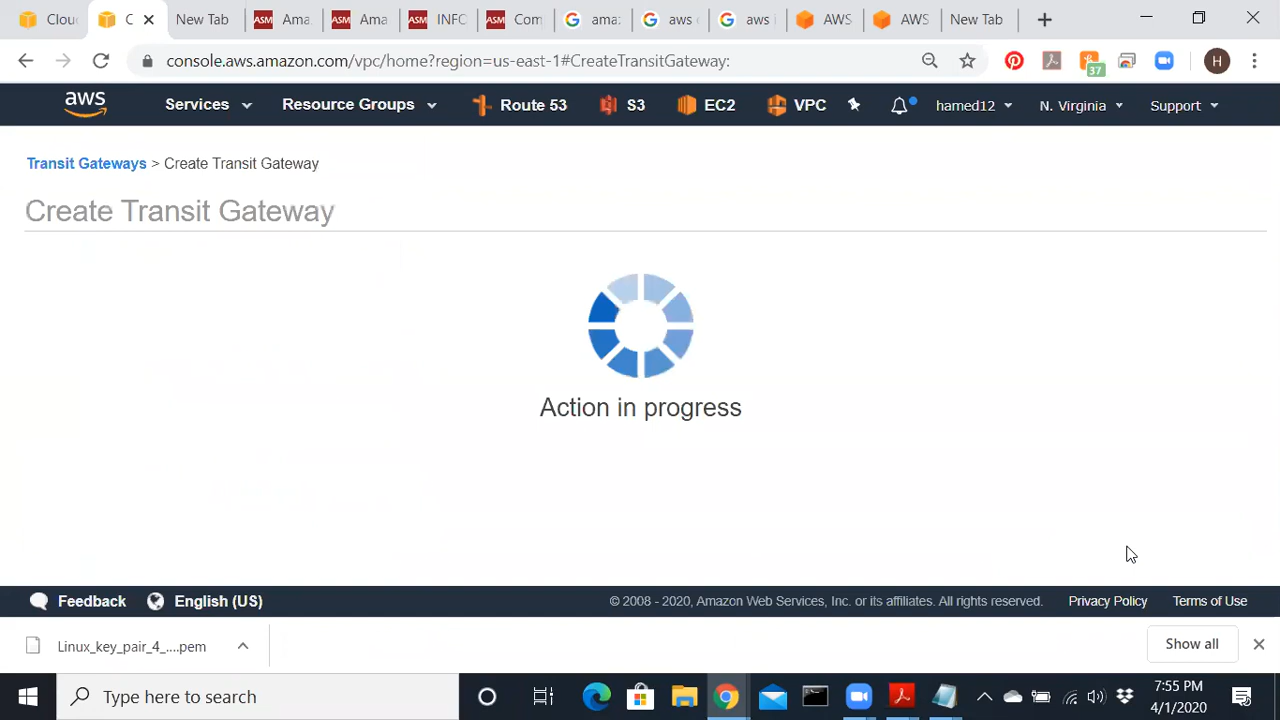 Clou
C
New Tab
Ama
Ama
INFO
Com
amaz
aws e
aws i
AWS
AWS
New Tab
console.aws.amazon.com/vpc/home?region=us-east-1#CreateTransitGateway:
37
H
aws
Services
Resource Groups
Route 53
S3
EC2
VPC
hamed12
N. Virginia
Support
Transit Gateways > Create Transit Gateway
Create Transit Gateway
Action in progress
Feedback
English (US)
© 2008 - 2020, Amazon Web Services, Inc. or its affiliates. All rights reserved.
Privacy Policy
Terms of Use
Linux_key_pair_4_....pem
Show all
Type here to search
7:55 PM
4/1/2020